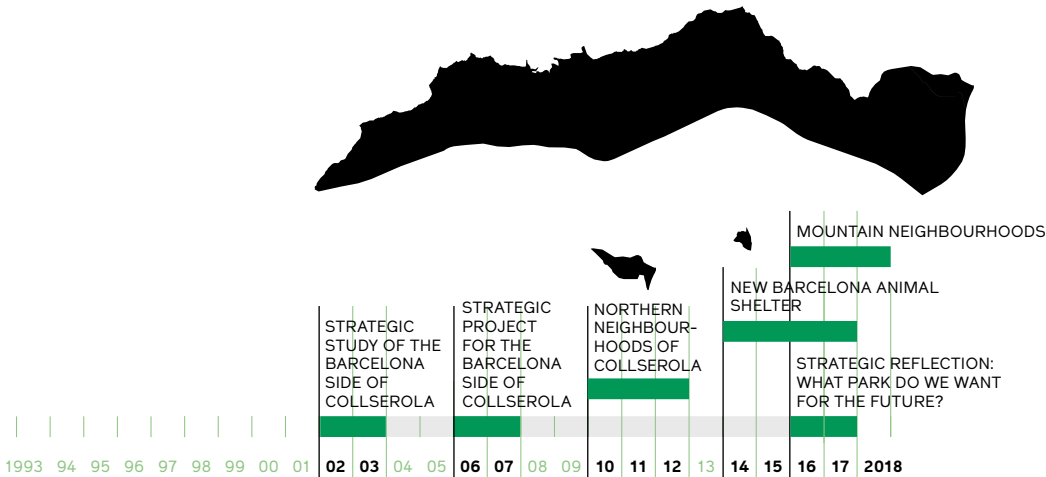 MOUNTAIN NEIGHBOURHOODS
NEW BARCELONA ANIMAL
SHELTER
STRATEGIC
STUDY OF THE
BARCELONA
SIDE OF
COLLSEROLA
STRATEGIC
PROJECT
FOR THE
BARCELONA
SIDE OF
COLLSEROLA
NORTHERN
NEIGHBOUR-
HOODS OF
COLLSEROLA
STRATEGIC REFLECTION:
WHAT PARK DO WE WANT
FOR THE FUTURE?
1993 94 95 96 97 98 99 00 01 02 03 04 05 06 07 08 09 10 11 12 13 14 15 16 17 2018